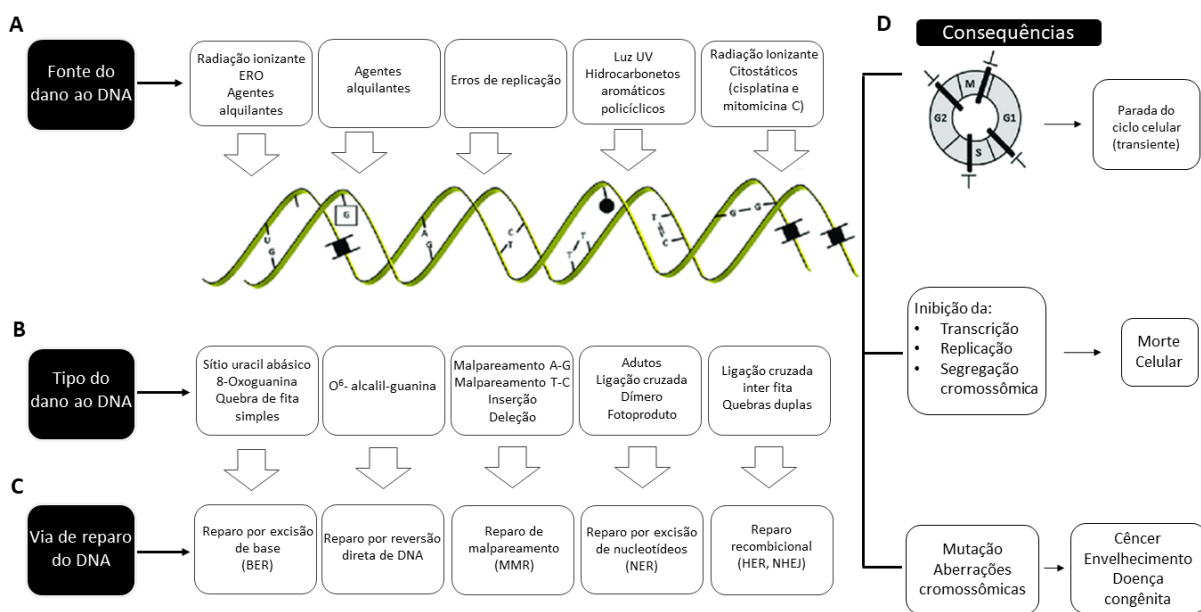 A
Fonte do
dano ao DNA
Radiação ionizante
ERO
Agentes
alquilantes
Agentes
alquilantes
Erros de replicação
Luz UV
Hidrocarbonetos
aromáticos
policíclicos
Radiação Ionizante
Citostáticos
(cisplatina e
mitomicina C)
U
G
G
A
G
C
T
T
T
T
C
G
G
B
Tipo do
dano ao DNA
Sítio uracil abásico
8-Oxoguanina
Quebra de fita
simples
O⁶- alcalil-guanina
Malpareamento A-G
Malpareamento T-C
Inserção
Deleção
Adutos
Ligação cruzada
Dímero
Fotoproduto
Ligação cruzada
inter fita
Quebras duplas
C
Via de reparo
do DNA
Reparo por excisão
de base
(BER)
Reparo por reversão
direta de DNA
Reparo de
malpareamento
(MMR)
Reparo por excisão
de nucleotídeos
(NER)
Reparo
recombicional
(HER, NHEJ)
D
Consequências
M
G2
G1
S
Parada do
ciclo celular
(transiente)
Inibição da:
• Transcrição
• Replicação
• Segregação
cromossômica
Morte
Celular
Mutação
Aberrações
cromossômicas
Cêncer
Envelhecimento
Doença
congênita